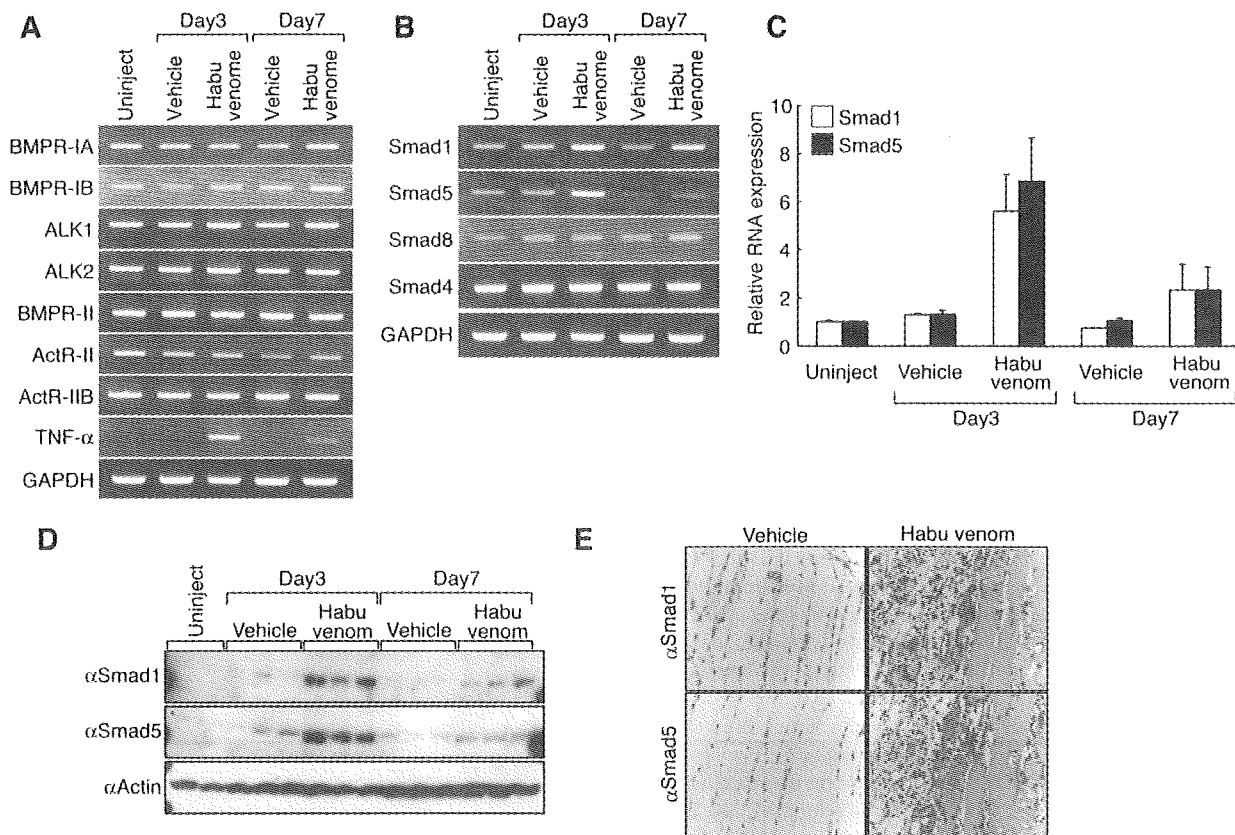 A
Day3
Day7
Uninject
Vehicle
Habu
venome
Vehicle
Habu
venome
BMPR-IA
BMPR-IB
ALK1
ALK2
BMPR-II
ActR-II
ActR-IIB
TNF-α
GAPDH
B
Day3
Day7
Uninject
Vehicle
Habu
venome
Vehicle
Habu
venome
Smad1
Smad5
Smad8
Smad4
GAPDH
C
Relative RNA expression
10
8
6
4
2
0
Smad1
Smad5
Uninject
Vehicle
Habu
venom
Vehicle
Habu
venom
Day3
Day7
D
Uninject
Day3
Day7
Vehicle
Habu
venom
Vehicle
Habu
venom
αSmad1
αSmad5
αActin
E
Vehicle
Habu venom
αSmad1
αSmad5